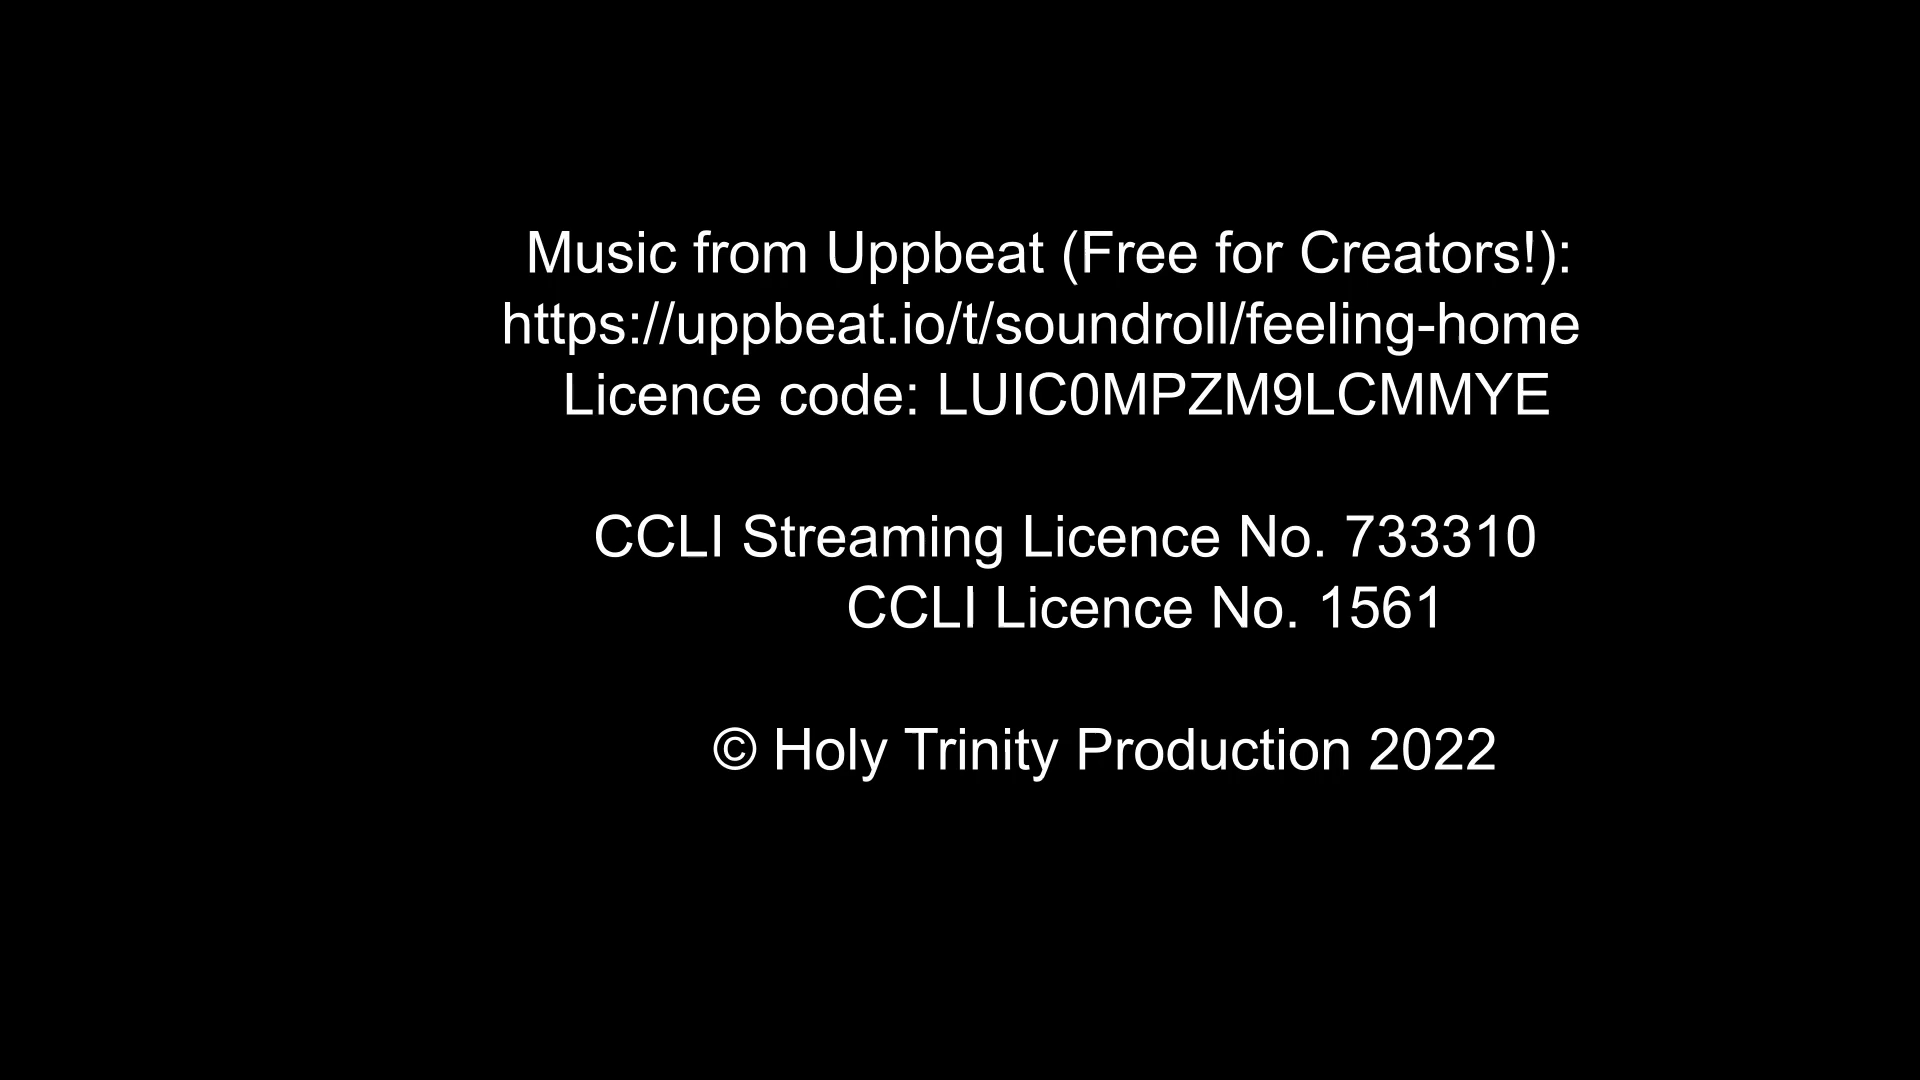 Music from Uppbeat (Free for Creators!):
https://uppbeat.io/t/soundroll/feeling-home
Licence code: LUIC0MPZM9LCMMYE
CCLI Streaming Licence No. 733310
CCLI Licence No. 1561
© Holy Trinity Production 2022